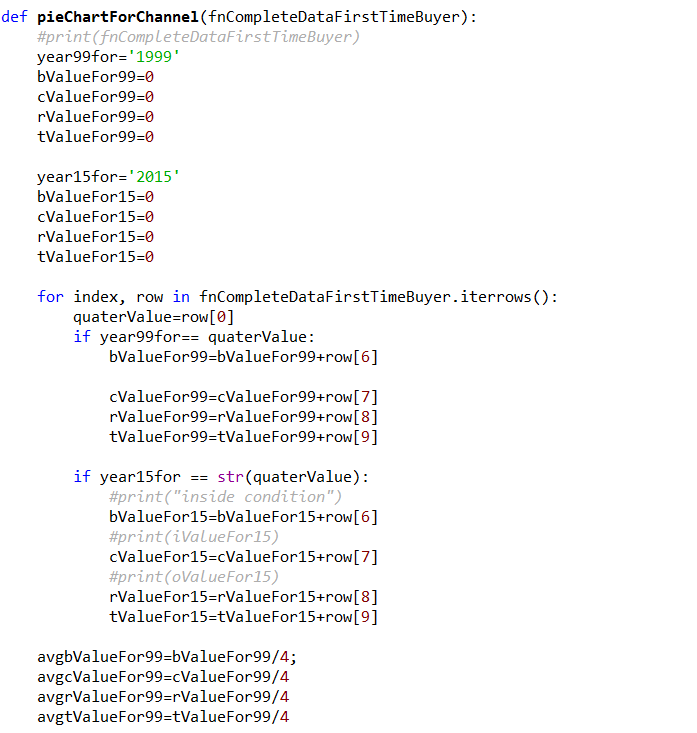 def pieChartForChannel(fnCompleteDataFirstTimeBuyer):
    #print(fnCompleteDataFirstTimeBuyer)
    year99for='1999'
    bValueFor99=0
    cValueFor99=0
    rValueFor99=0
    tValueFor99=0

    year15for='2015'
    bValueFor15=0
    cValueFor15=0
    rValueFor15=0
    tValueFor15=0

    for index, row in fnCompleteDataFirstTimeBuyer.iterrows():
        quaterValue=row[0]
        if year99for== quaterValue:
            bValueFor99=bValueFor99+row[6]

            cValueFor99=cValueFor99+row[7]
            rValueFor99=rValueFor99+row[8]
            tValueFor99=tValueFor99+row[9]

        if year15for == str(quaterValue):
            #print("inside condition")
            bValueFor15=bValueFor15+row[6]
            #print(iValueFor15)
            cValueFor15=cValueFor15+row[7]
            #print(oValueFor15)
            rValueFor15=rValueFor15+row[8]
            tValueFor15=tValueFor15+row[9]

    avgbValueFor99=bValueFor99/4;
    avgcValueFor99=cValueFor99/4
    avgrValueFor99=rValueFor99/4
    avgtValueFor99=tValueFor99/4